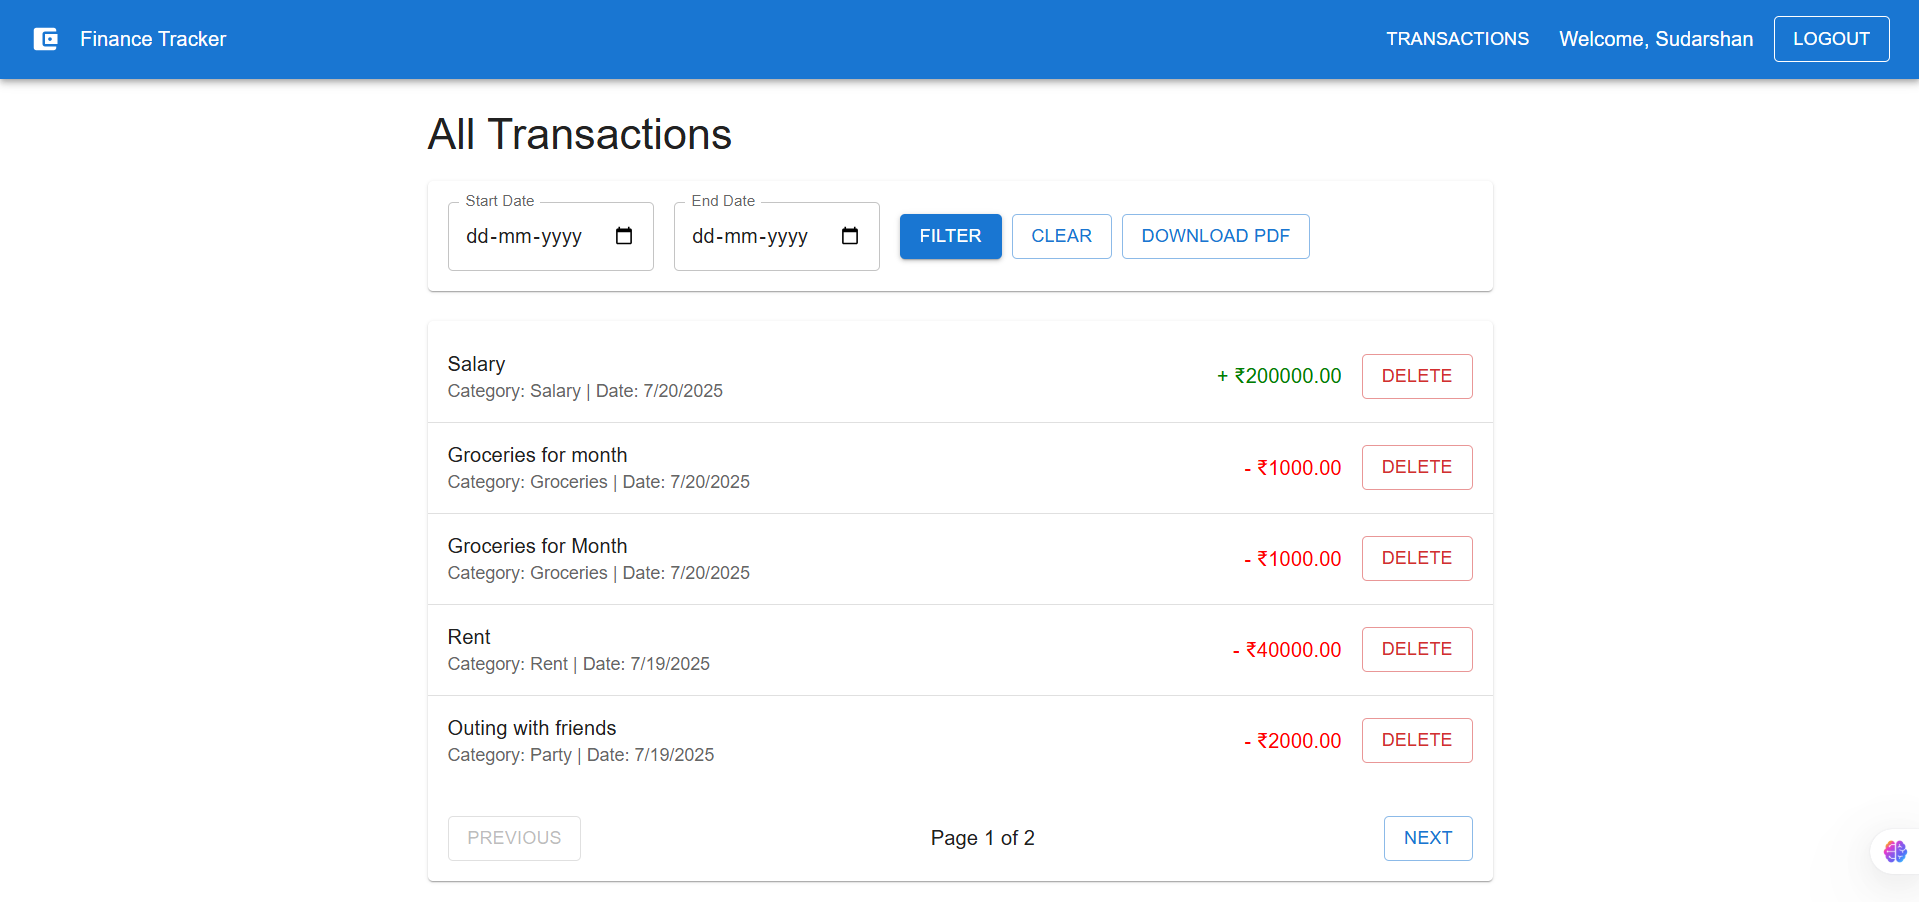 Finance Tracker
TRANSACTIONS
Welcome, Sudarshan
LOGOUT
All Transactions
Start Date
dd-mm-yyyy
End Date
dd-mm-yyyy
FILTER
CLEAR
DOWNLOAD PDF
Salary
Category: Salary | Date: 7/20/2025
+ ₹200000.00
DELETE
Groceries for month
Category: Groceries | Date: 7/20/2025
- ₹1000.00
DELETE
Groceries for Month
Category: Groceries | Date: 7/20/2025
- ₹1000.00
DELETE
Rent
Category: Rent | Date: 7/19/2025
- ₹40000.00
DELETE
Outing with friends
Category: Party | Date: 7/19/2025
- ₹2000.00
DELETE
PREVIOUS
Page 1 of 2
NEXT